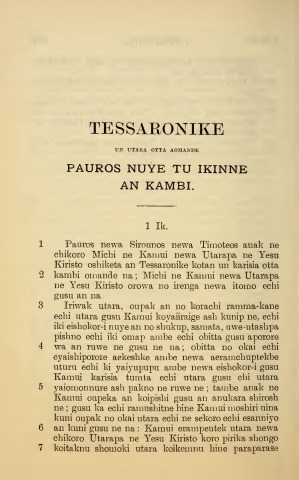 TESSARONIKE
UN UTARA OTTA AOMANDE
PAUROS NUYE TU IKINNE
AN KAMBI.
1 Ik.
1 Pauros newa Sirounos newa Timoteos anak ne
chikoro Michi ne Kamui newa Utarapa ne Yesu
Kiristo oshiketa an Tessaronike kotan un karisia otta
2 kambi omande na; Michi ne Kamui newa Utarapa
ne Yesu Kiristo orowa no irenga newa itomo echi
gusu an na
3 Iriwak utara, oupak an no korachi ramma-kane
echi utara gusu Kamui koyaiiraige ash kunip ne, echi
iki eishokor-i nuye an no shukup, samata, uwe-utashpa
pishno echi iki omap ambe echi obitta gusu aporore
4 wa an ruwe ne gusu ne na; obitta no okai echi
eyaishiporore aekeshke ambe newa aeramchuptekbe
uturu echi ki yaiyupupu ambe newa eishokor-i gusu
Kamui karisia tumta echi utara gusu chi utara
5 yaiomonnure ash pakno ne ruwe ne; tambe anak ne
Kamui oupeka an koipishi gusu an anukara shirosh
ne; gusu ka echi ramushitne hine Kamui moshiri uina
kuni oupak no okai utara echi ne sekoro echi esanniyo
6 an kuni gusu ne na: Kamui erampeutek utara newa
chikoro Utarapa ne Yesu Kiristo koro pirika shongo
7 koitaknu shomoki utara koikemnu hine paraparase